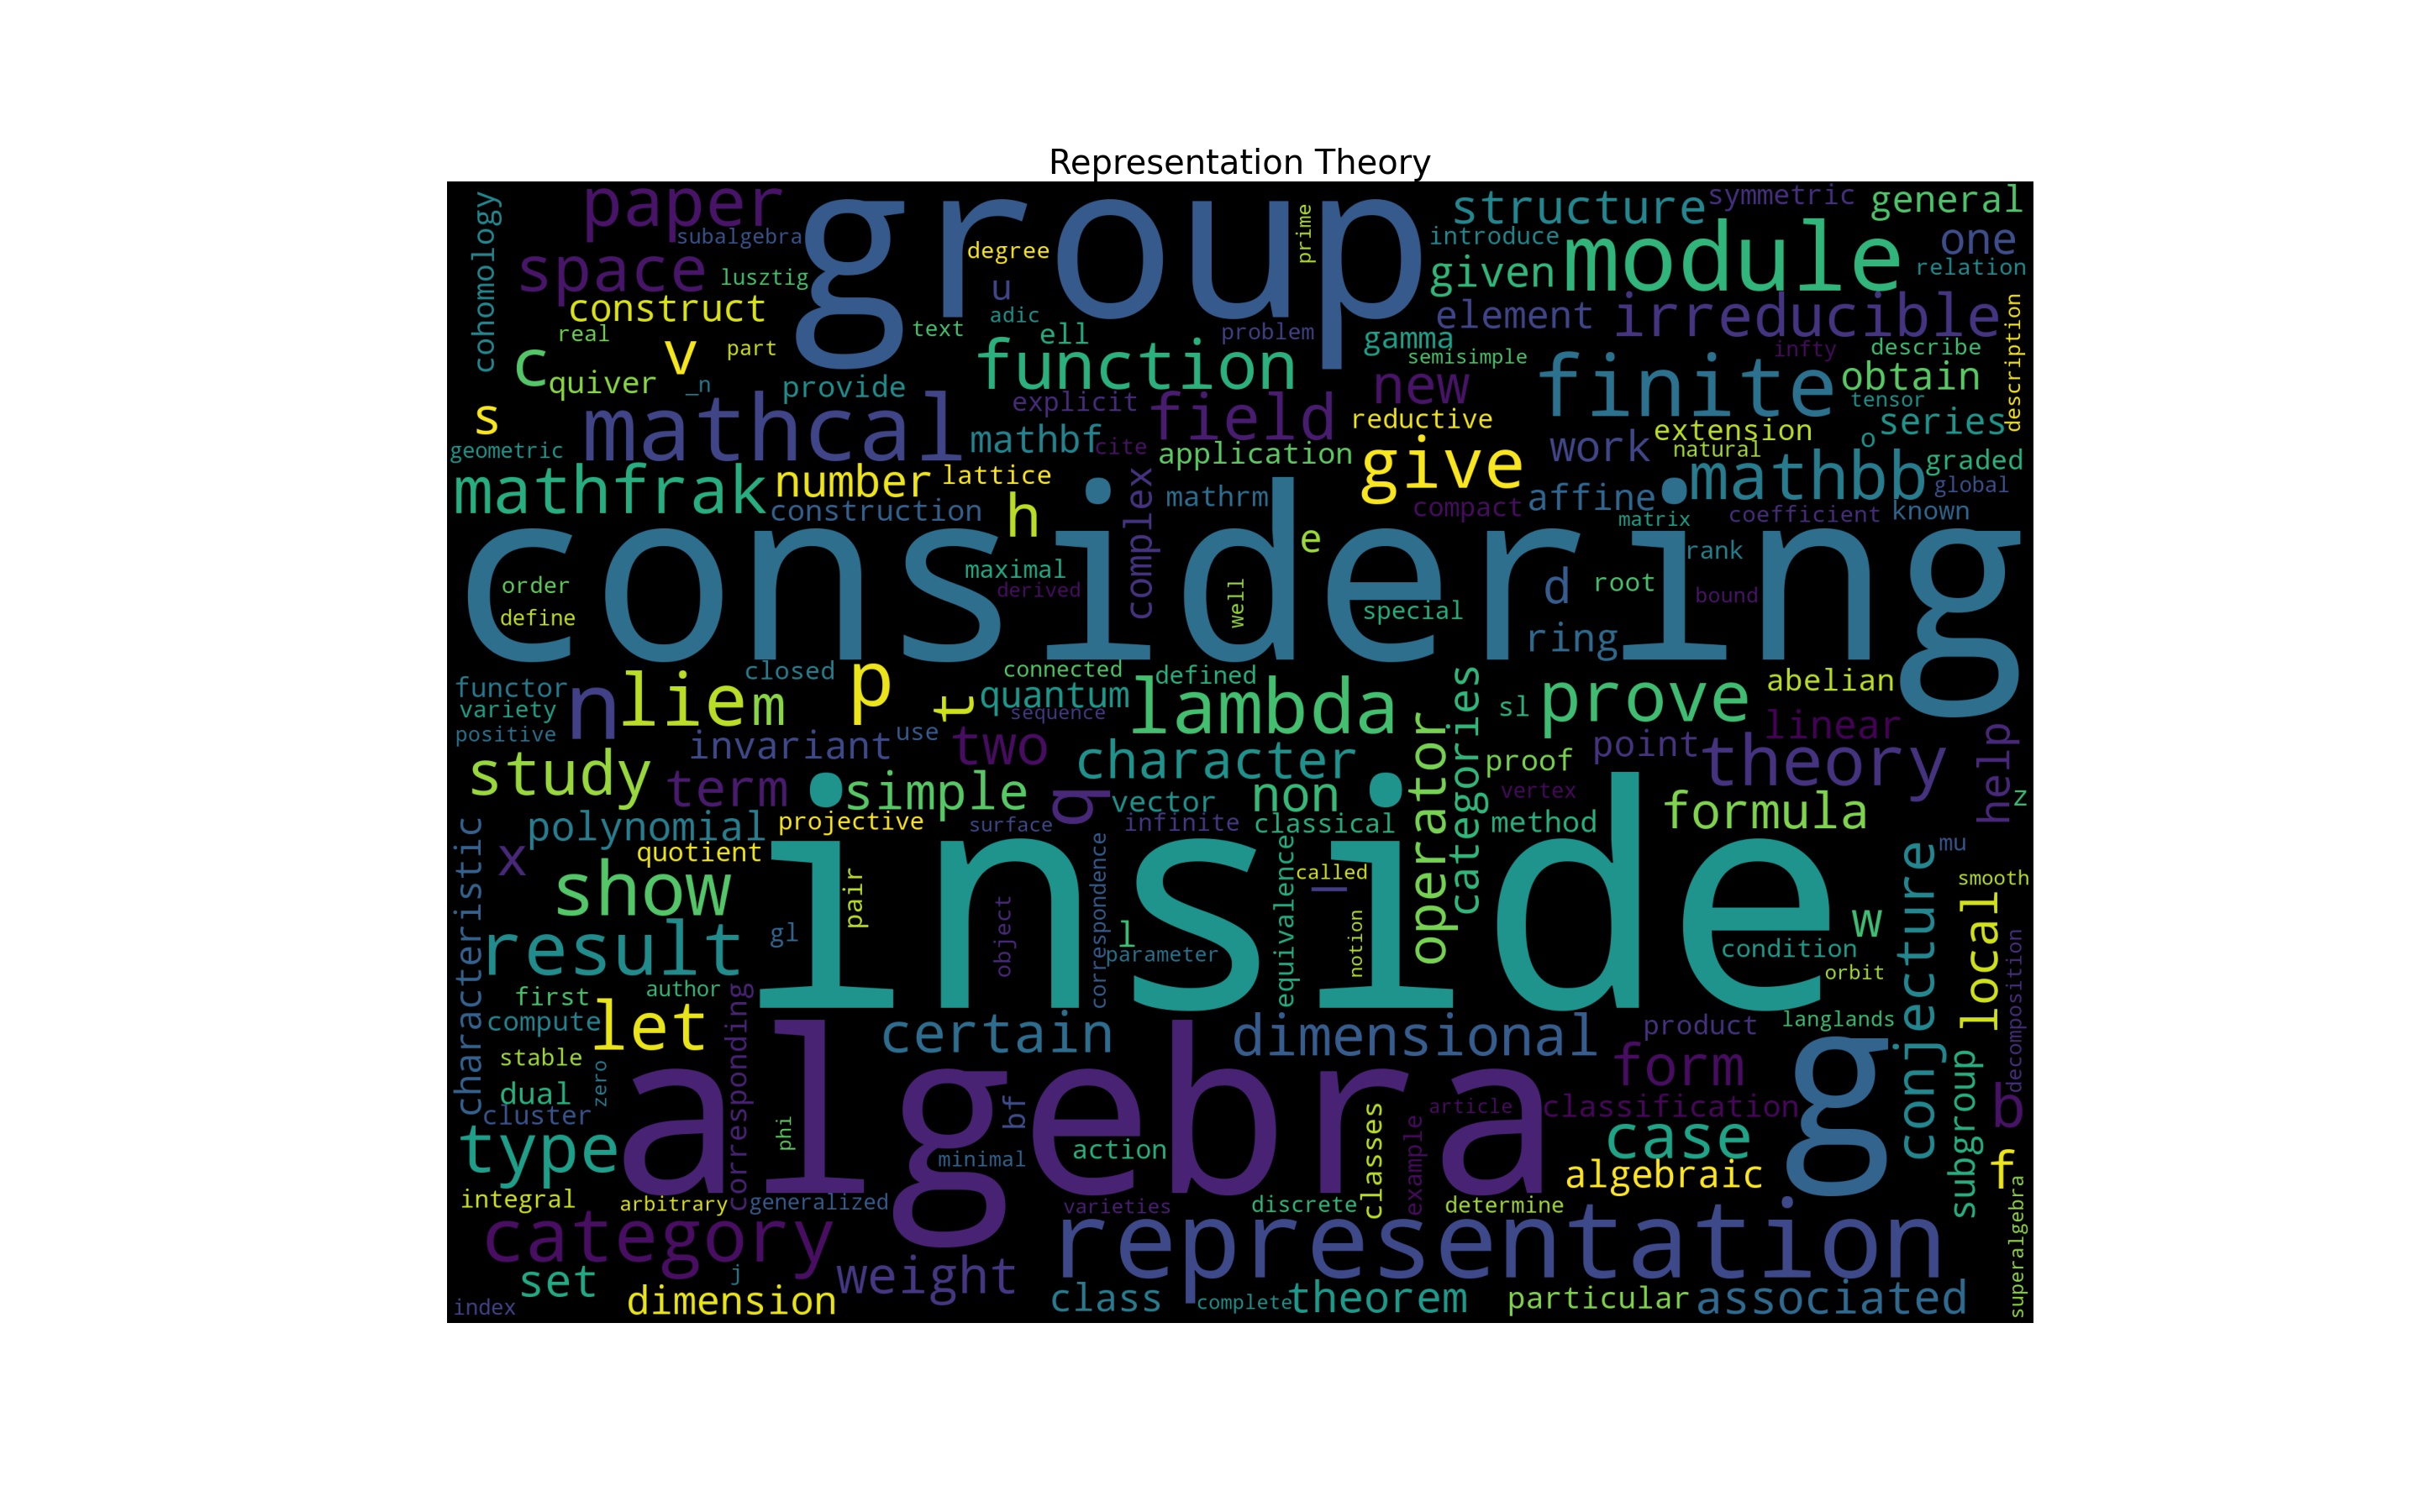 Representation Theory
paper
group
structure
symmetric
general
cohomology
subalgebra
degree
prime
introduce
module
one
space
lusztig
given
relation
construct
u
element
irreducible
real
text
adic
ell
problem
gamma
infty
describe
description
c
v
part
function
semisimple
finite
obtain
quiver
_n
provide
new
tensor
s
mathcal
explicit
field
reductive
series
geometric
mathbf
cite
application
give
work
extension
natural
o
graded
mathfrak
number
lattice
complex
mathrm
affine
mathbb
global
construction
h
compact
matrix
coefficient
known
considering
e
rank
order
maximal
derived
well
special
d
root
bound
define
ring
closed
connected
defined
functor
n
lie
m
p
t
quantum
lambda
categories
sl
prove
abelian
variety
sequence
positive
invariant
use
two
character
operator
proof
point
linear
theory
help
study
term
simple
q
vector
non
vertex
z
polynomial
projective
surface
infinite
classical
method
formula
characteristic
x
quotient
inside
correspondence
equivalence
called
conjecture
mu
show
pair
l
smooth
result
gl
object
l
parameter
notion
w
condition
local
orbit
decomposition
first
author
corresponding
compute
let
certain
dimensional
product
langlands
stable
algebra
form
g
subgroup
dual
zero
cluster
bf
classes
article
classification
b
type
phi
minimal
action
example
case
algebraic
f
integral
arbitrary
generalized
varieties
discrete
determine
superalgebra
category
representation
set
j
weight
index
dimension
class
complete
theorem
particular
associated